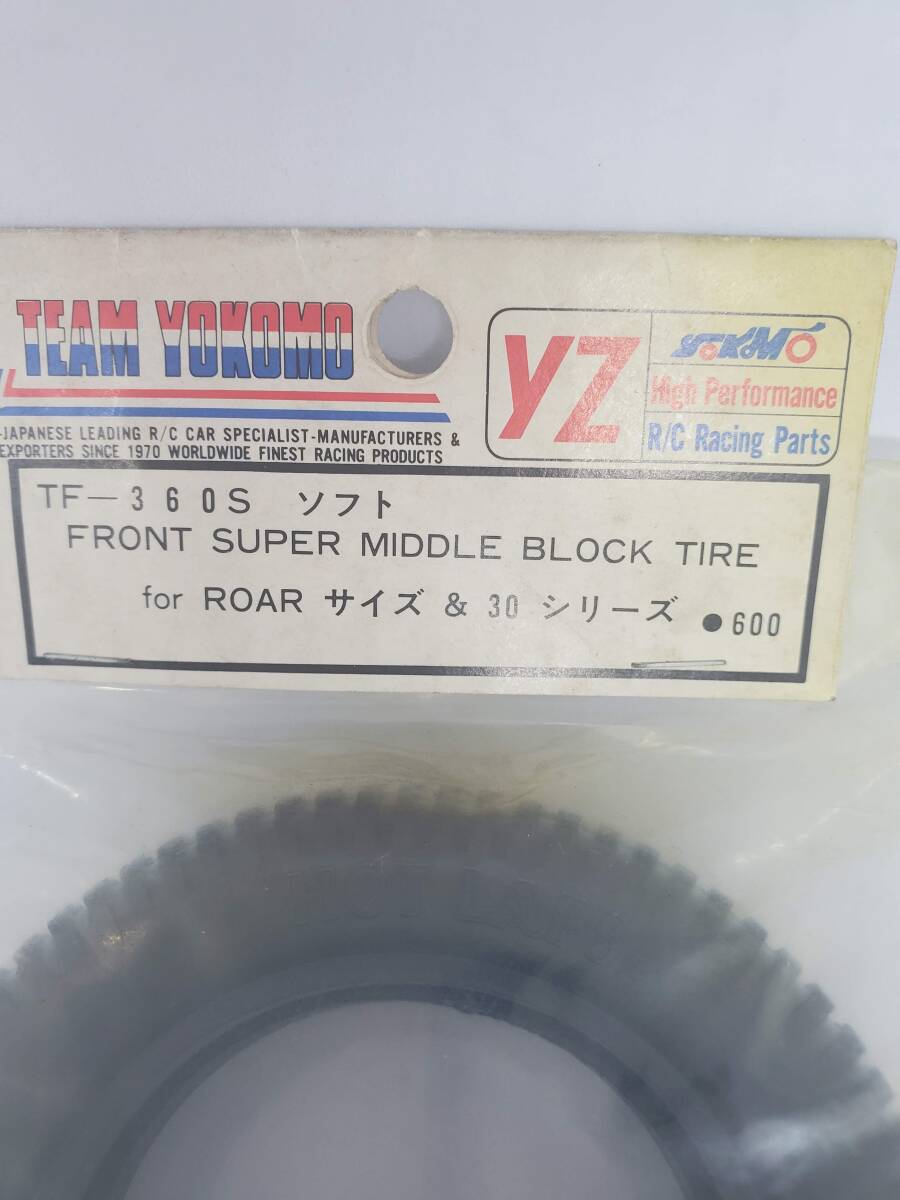 TEAM YOKOMO
-JAPANESE LEADING R/C CAR SPECIALIST-MANUFACTURERS &
EXPORTERS SINCE 1970 WORLDWIDE FINEST RACING PRODUCTS
YZ
YOKOMO
High Performance
R/C Racing Parts
TF-360S ソフト
FRONT SUPER MIDDLE BLOCK TIRE
for ROAR サイズ & 30 シリーズ ●600